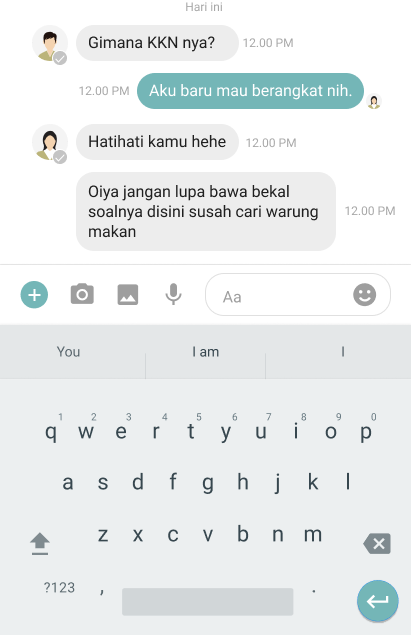 Hari ini
Gimana KKN nya? 12.00 PM
12.00 PM Aku baru mau berangkat nih.
Hatihati kamu hehe 12.00 PM
Oiya jangan lupa bawa bekal
soalnya disini susah cari warung
makan
12.00 PM
Aa
You I am I
1 2 3 4 5 6 7 8 9 0
q w e r t y u i o p
a s d f g h j k l
z x c v b n m
?123 , .